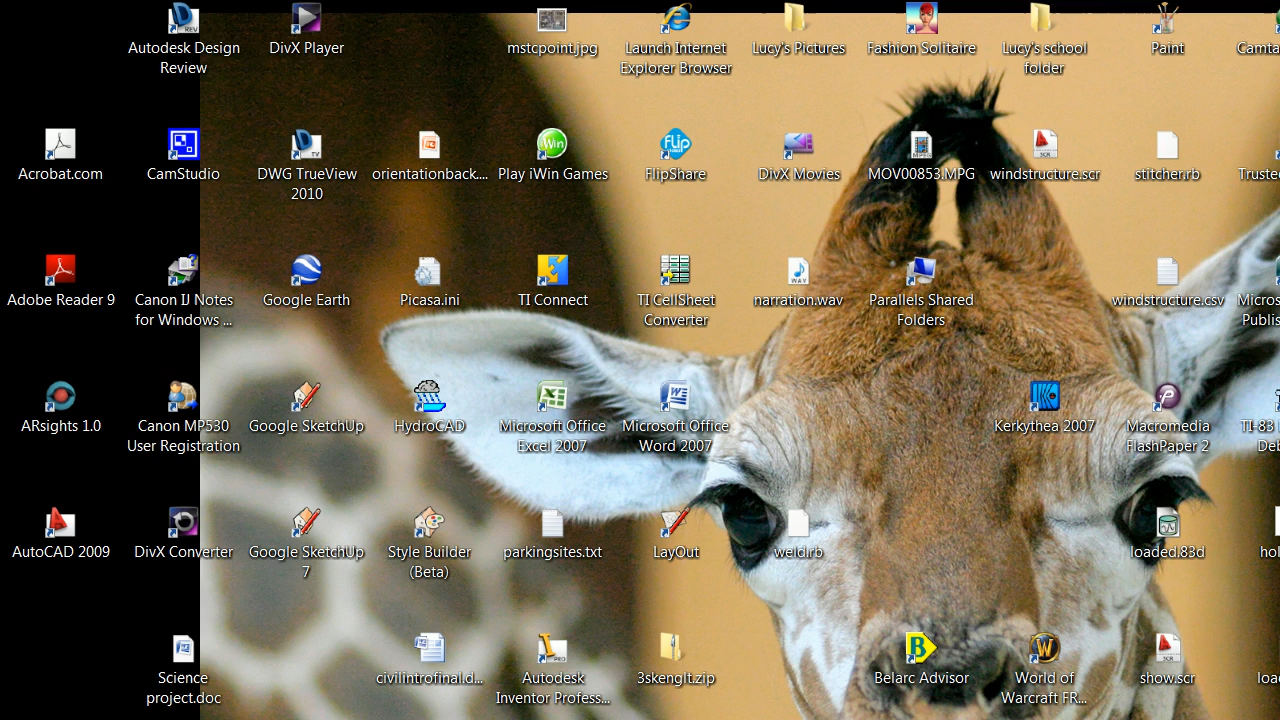 Autodesk Design
Review
DivX Player
mstcpoint.jpg
Launch Internet
Explorer Browser
Lucy's Pictures
Fashion Solitaire
Lucy's school
folder
Paint
Camta
Acrobat.com
CamStudio
DWG TrueView
2010
orientationback....
Play iWin Games
FlipShare
DivX Movies
MOV00853.MPG
windstructure.scr
stitcher.rb
Truste
Adobe Reader 9
Canon IJ Notes
for Windows ...
Google Earth
Picasa.ini
TI Connect
TI CellSheet
Converter
narration.wav
Parallels Shared
Folders
windstructure.csv
Micros
Publis
ARsights 1.0
Canon MP530
User Registration
Google SketchUp
HydroCAD
Microsoft Office
Excel 2007
Microsoft Office
Word 2007
Kerkythea 2007
Macromedia
FlashPaper 2
TI-83
Deb
AutoCAD 2009
DivX Converter
Google SketchUp
7
Style Builder
(Beta)
parkingsites.txt
LayOut
weld.rb
loaded.83d
hol
Science
project.doc
civilintrofinal.d...
Autodesk
Inventor Profess...
3skengIt.zip
Belarc Advisor
World of
Warcraft FR...
show.scr
loa